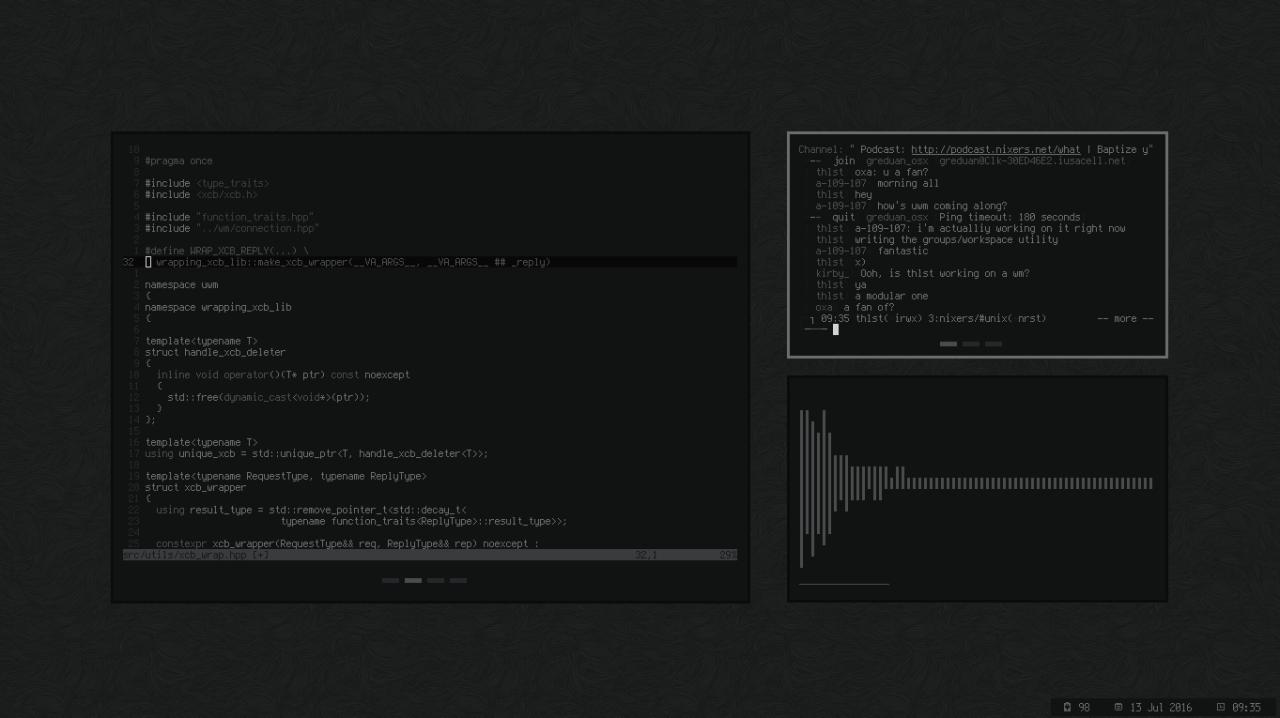 10
9 #pragma once
8
7 #include <type_traits>
6 #include <xcb/xcb.h>
5
4 #include "function_traits.hpp"
3 #include "../wm/connection.hpp"
2
1 #define WRAP_XCB_REPLY(...) \
32 wrapping_xcb_lib::make_xcb_wrapper(__VA_ARGS__, __VA_ARGS__ ## _reply)
1
2 namespace uwm
3 {
4 namespace wrapping_xcb_lib
5 {
6
7 template<typename T>
8 struct handle_xcb_deleter
9 {
10 inline void operator()(T* ptr) const noexcept
11 {
12 std::free(dynamic_cast<void*>(ptr));
13 }
14 };
15
16 template<typename T>
17 using unique_xcb = std::unique_ptr<T, handle_xcb_deleter<T>>;
18
19 template<typename RequestType, typename ReplyType>
20 struct xcb_wrapper
21 {
22 using result_type = std::remove_pointer_t<std::decay_t<
23 typename function_traits<ReplyType>::result_type>>;
24
25 constexpr xcb_wrapper(RequestType&& req, ReplyType&& rep) noexcept :
src/utils/xcb_wrap.hpp [+] 32,1 29%
Channel: " Podcast: http://podcast.nixers.net/what | Baptize y"
-- join greduan_osx greduan@Clk-30ED46E2.iusacell.net
thlst oxa: u a fan?
a-109-107 morning all
thlst hey
a-109-107 how's uwm coming along?
-- quit greduan_osx Ping timeout: 180 seconds
thlst a-109-107: i'm actuallly working on it right now
thlst writing the groups/workspace utility
a-109-107 fantastic
thlst x)
kirby_ Ooh, is thlst working on a wm?
thlst ya
thlst a modular one
oxa a fan of?
09:35 thlst( irwx) 3:nixers/#unix( nrst) -- more --
98 13 Jul 2016 09:35